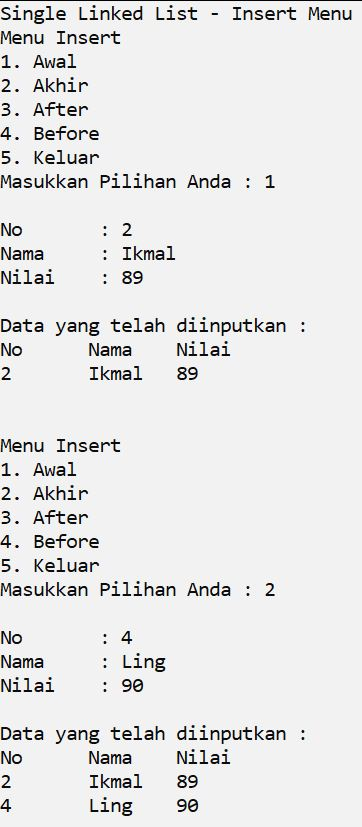 Single Linked List - Insert Menu
Menu Insert
1. Awal
2. Akhir
3. After
4. Before
5. Keluar
Masukkan Pilihan Anda : 1
No : 2
Nama : Ikmal
Nilai : 89
Data yang telah diinputkan :
No Nama Nilai
2 Ikmal 89
Menu Insert
1. Awal
2. Akhir
3. After
4. Before
5. Keluar
Masukkan Pilihan Anda : 2
No : 4
Nama : Ling
Nilai : 90
Data yang telah diinputkan :
No Nama Nilai
2 Ikmal 89
4 Ling 90